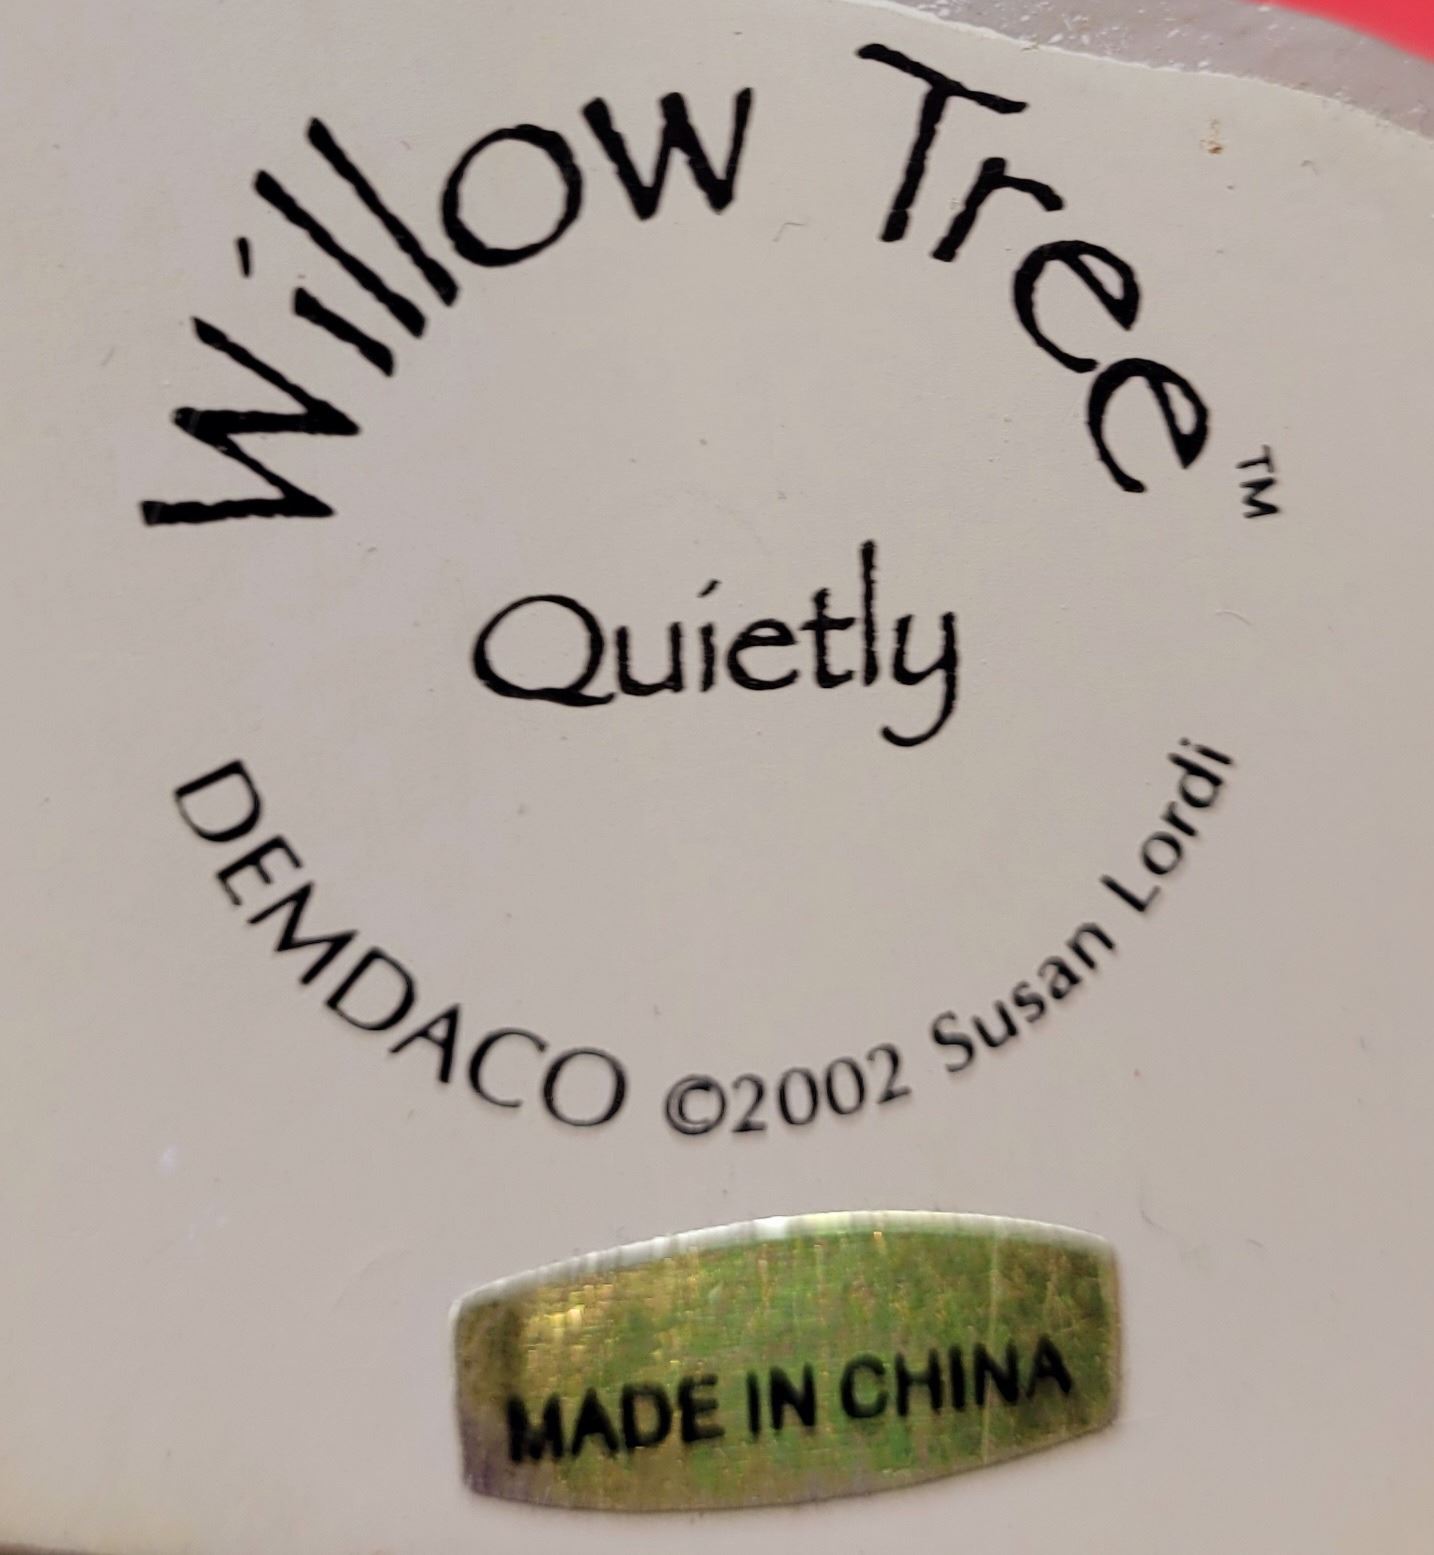 Willow Tree™
Quietly
DEMDACO ©2002 Susan Lordi
MADE IN CHINA